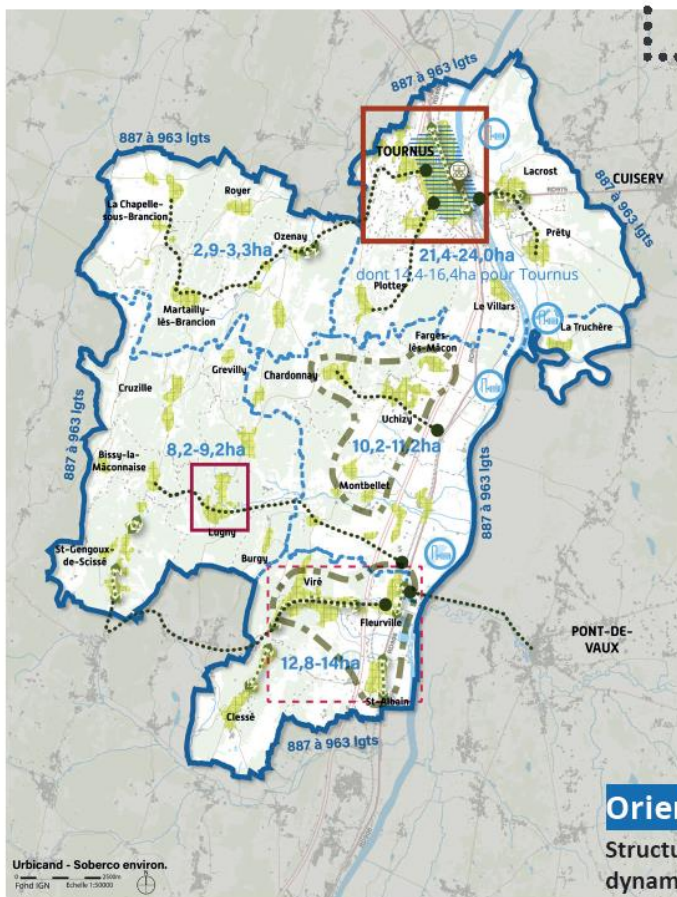 887 à 963 lgts
887 à 963 lgts
TOURNUS
CUISERY
Lacrost
Royer
La Chapelle-
sous-Brancion
887 à 963 lgts
Ozenay
2,9-3,3ha
Préty
21,4-24,0ha
dont 14,4-16,4ha pour Tournus
Plottes
Martailly-
lès-Brancion
Le Villars
La Truchère
Farges-
lès-Mâcon
Grevilly
Chardonnay
Cruzille
Uchizy
887 à 963 lgts
8,2-9,2ha
10,2-11,2ha
Bissy-la-
Mâconnaise
Montbellet
887 à 963 lgts
Lugny
St-Gengoux-
de-Scissé
Burgy
Viré
Fleurville
PONT-DE-
VAUX
12,8-14ha
St-Albain
Clessé
887 à 963 lgts
Orien
Structu
dynam
Urbicand - Soberco environ.
0 2500m
Fond IGN Echelle 1:50000
N